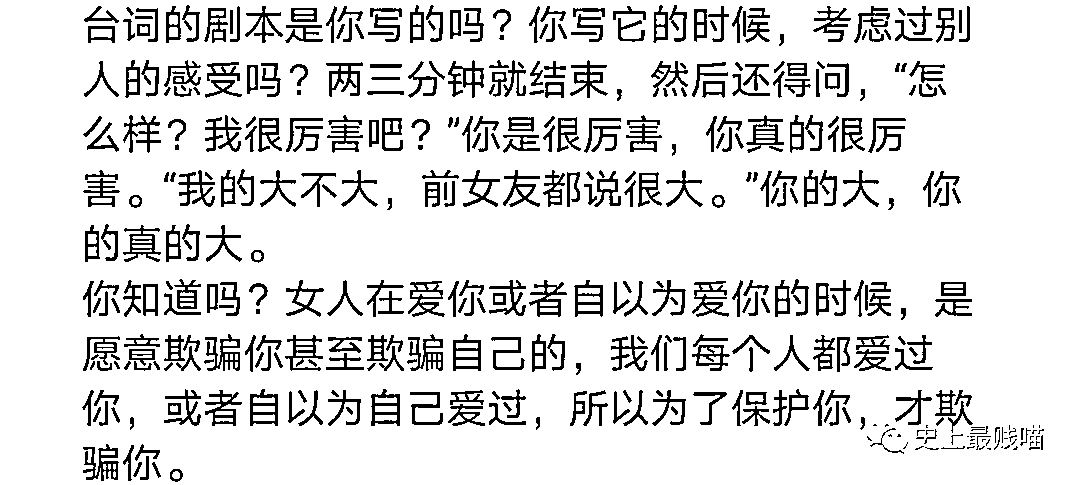 台词的剧本是你写的吗？你写它的时候，考虑过别
人的感受吗？两三分钟就结束，然后还得问，“怎
么样？我很厉害吧？”你是很厉害，你真的很厉
害。“我的大不大，前女友都说很大。”你的大，你
的真的大。
你知道吗？女人在爱你或者自以为爱你的时候，是
愿意欺骗你甚至欺骗自己的，我们每个人都爱过
你，或者自以为自己爱过，所以为了保护你，才欺
骗你。
史上最贱喵